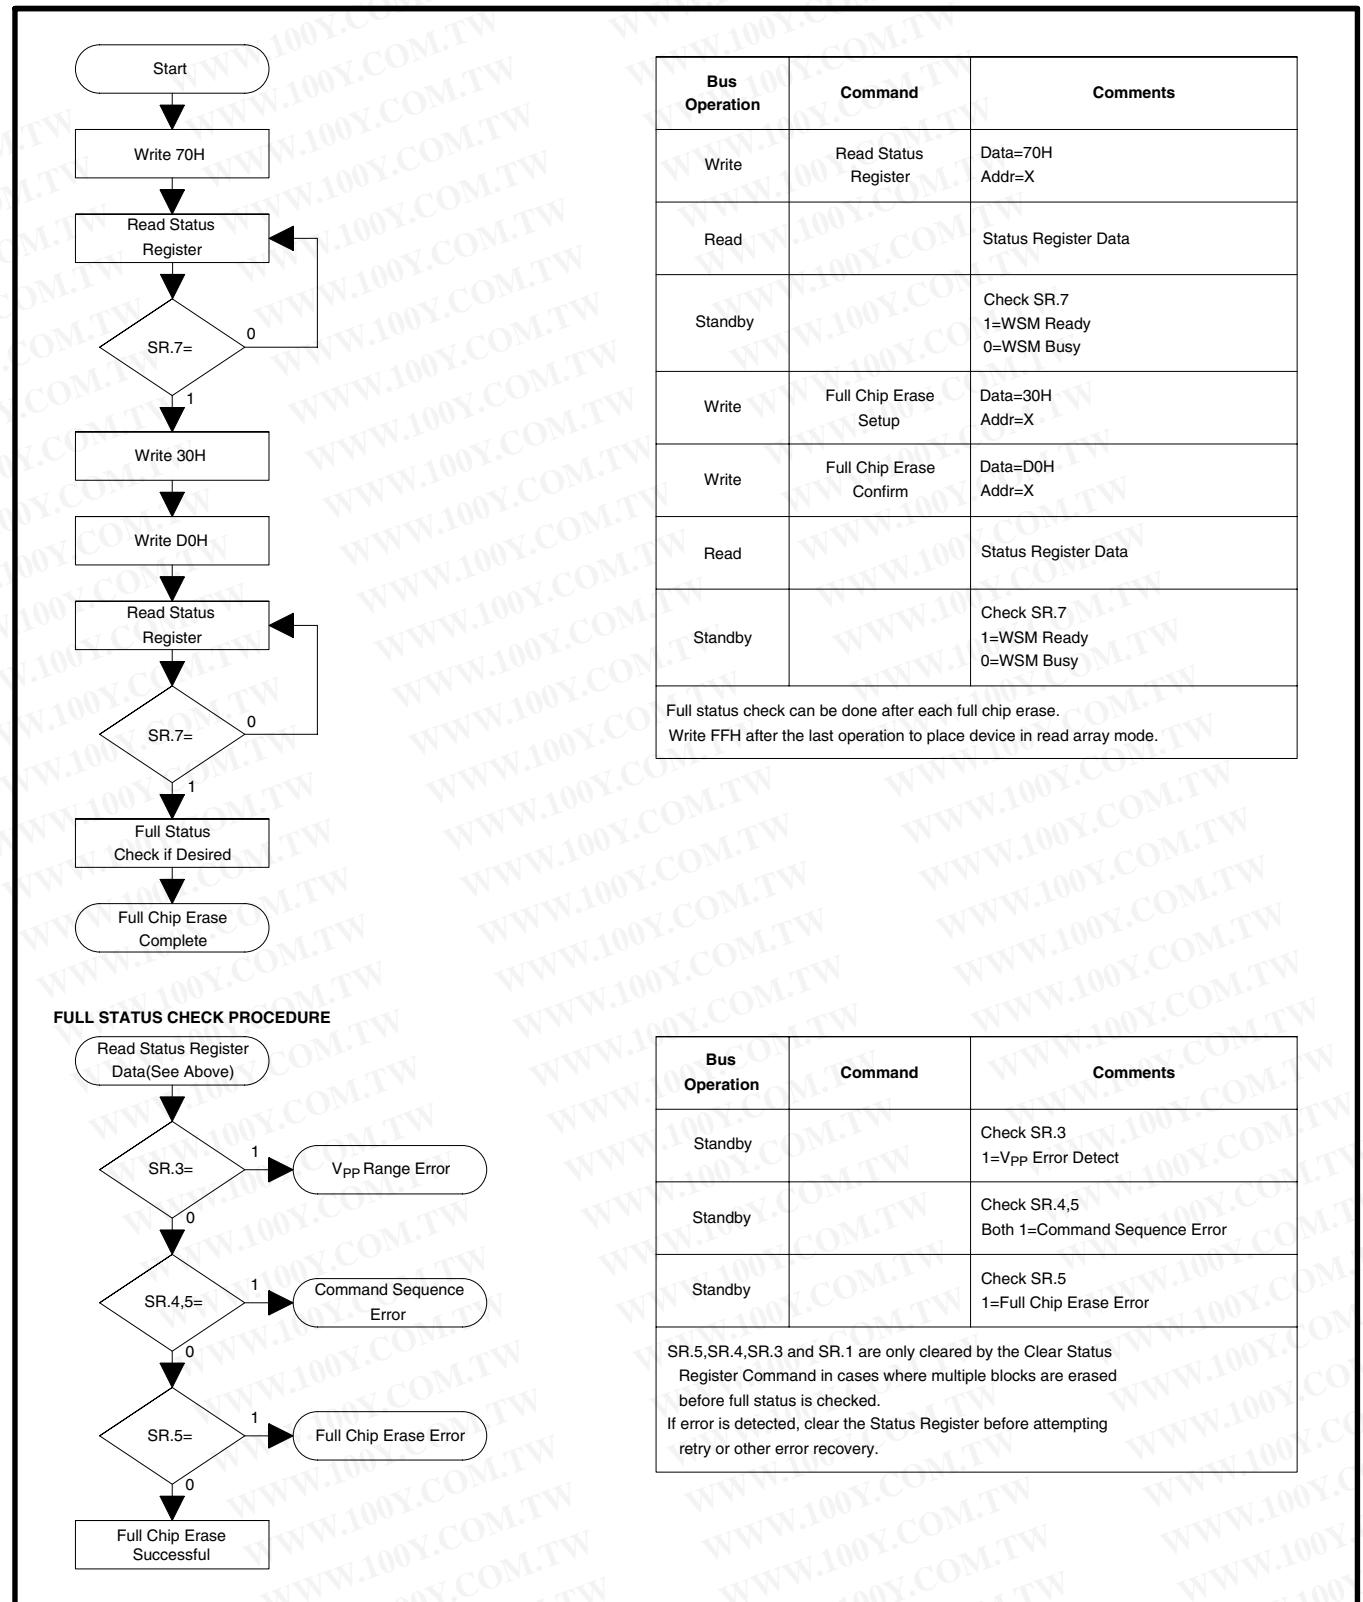 Start
Write 70H
Read Status
Register
SR.7=
0
1
Write 30H
Write D0H
Read Status
Register
SR.7=
0
1
Full Status
Check if Desired
Full Chip Erase
Complete
Bus
Operation
Command
Comments
Write
Read Status
Register
Data=70H
Addr=X
Read
Status Register Data
Standby
Check SR.7
1=WSM Ready
0=WSM Busy
Write
Full Chip Erase
Setup
Data=30H
Addr=X
Write
Full Chip Erase
Confirm
Data=D0H
Addr=X
Read
Status Register Data
Standby
Check SR.7
1=WSM Ready
0=WSM Busy
Full status check can be done after each full chip erase.
Write FFH after the last operation to place device in read array mode.
FULL STATUS CHECK PROCEDURE
Read Status Register
Data(See Above)
SR.3=
1
VPP Range Error
0
SR.4,5=
1
Command Sequence
Error
0
SR.5=
1
Full Chip Erase Error
0
Full Chip Erase
Successful
Bus
Operation
Command
Comments
Standby
Check SR.3
1=VPP Error Detect
Standby
Check SR.4,5
Both 1=Command Sequence Error
Standby
Check SR.5
1=Full Chip Erase Error
SR.5,SR.4,SR.3 and SR.1 are only cleared by the Clear Status
Register Command in cases where multiple blocks are erased
before full status is checked.
If error is detected, clear the Status Register before attempting
retry or other error recovery.
WWW.100Y.COM.TW